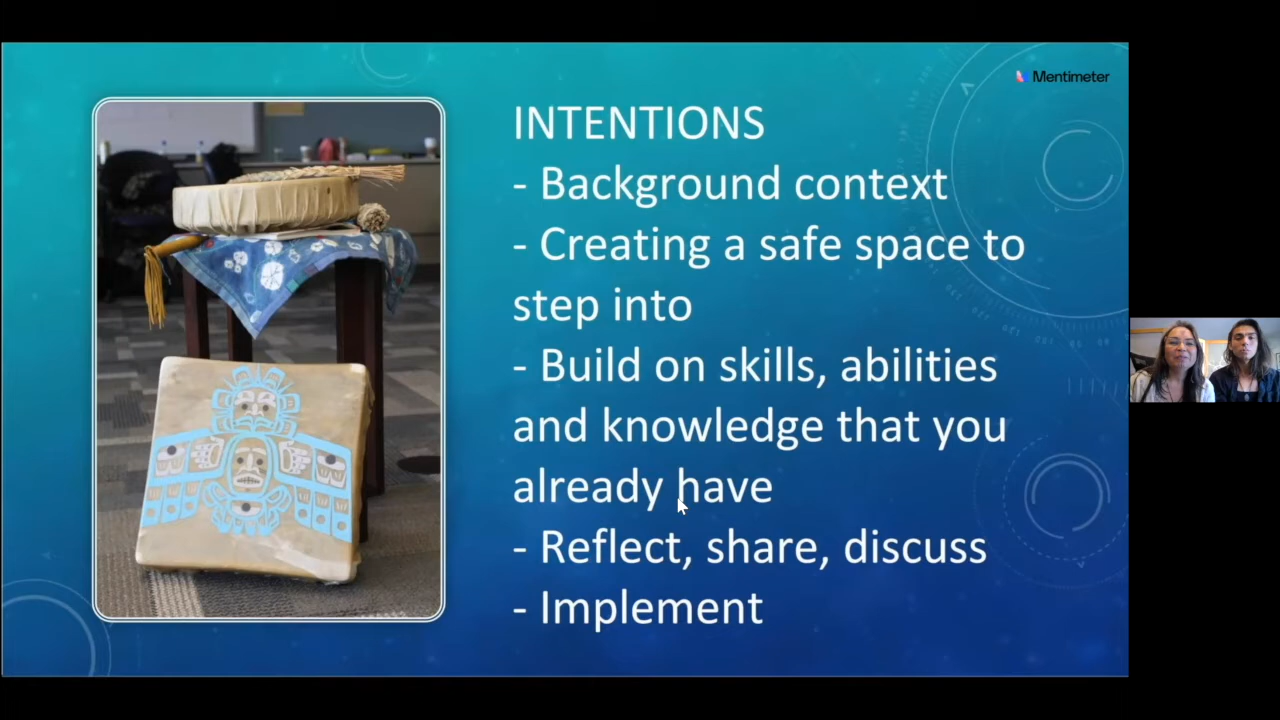 Mentimeter
INTENTIONS
- Background context
- Creating a safe space to
step into
- Build on skills, abilities
and knowledge that you
already have
- Reflect, share, discuss
- Implement